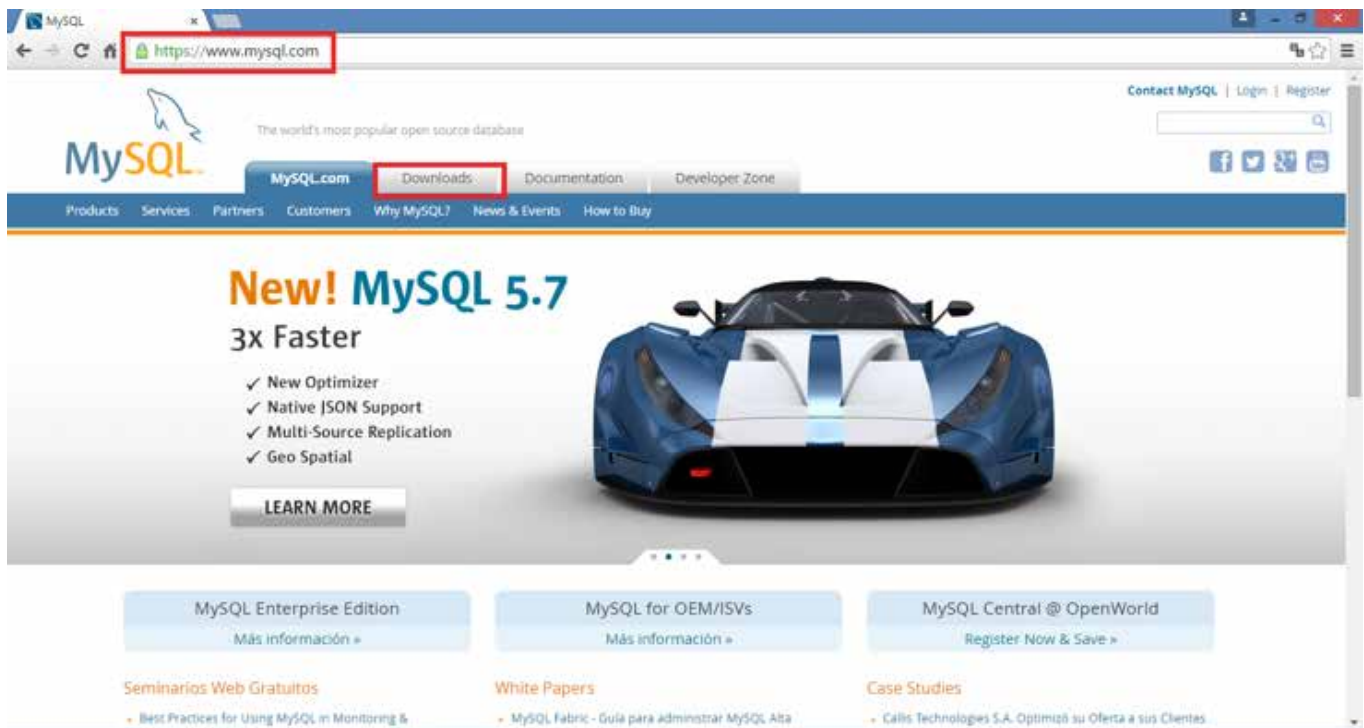 MySQL
https://www.mysql.com
Contact MySQL | Login | Register
MySQL
The world's most popular open source database
MySQL.com Downloads Documentation Developer Zone
Products Services Partners Customers Why MySQL? News & Events How to Buy
New! MySQL 5.7
3x Faster
✓ New Optimizer
✓ Native JSON Support
✓ Multi-Source Replication
✓ Geo Spatial
LEARN MORE
MySQL Enterprise Edition
Más información »
MySQL for OEM/ISVs
Más información »
MySQL Central @ OpenWorld
Register Now & Save »
Seminarios Web Gratuitos
Best Practices for Using MySQL in Monitoring &
White Papers
MySQL Fabric - Guía para administrar MySQL Alta
Case Studies
Callis Technologies S.A. Optimizó su Oferta a sus Clientes